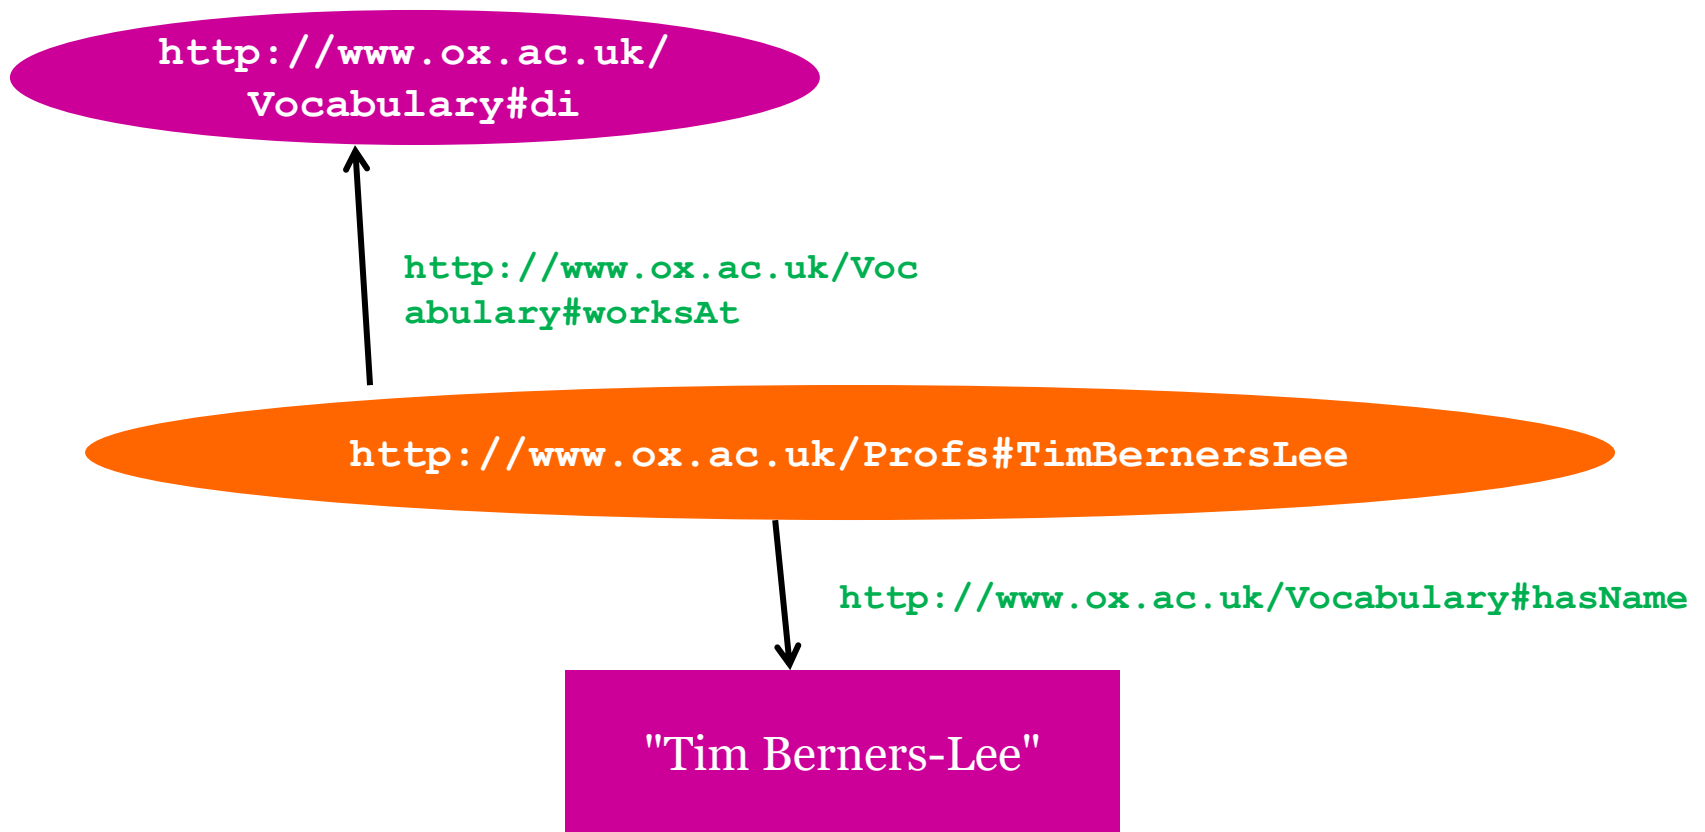 http://www.ox.ac.uk/
Vocabulary#di
http://www.ox.ac.uk/Voc
abulary#worksAt
http://www.ox.ac.uk/Profs#TimBernersLee
http://www.ox.ac.uk/Vocabulary#hasName
"Tim Berners-Lee"